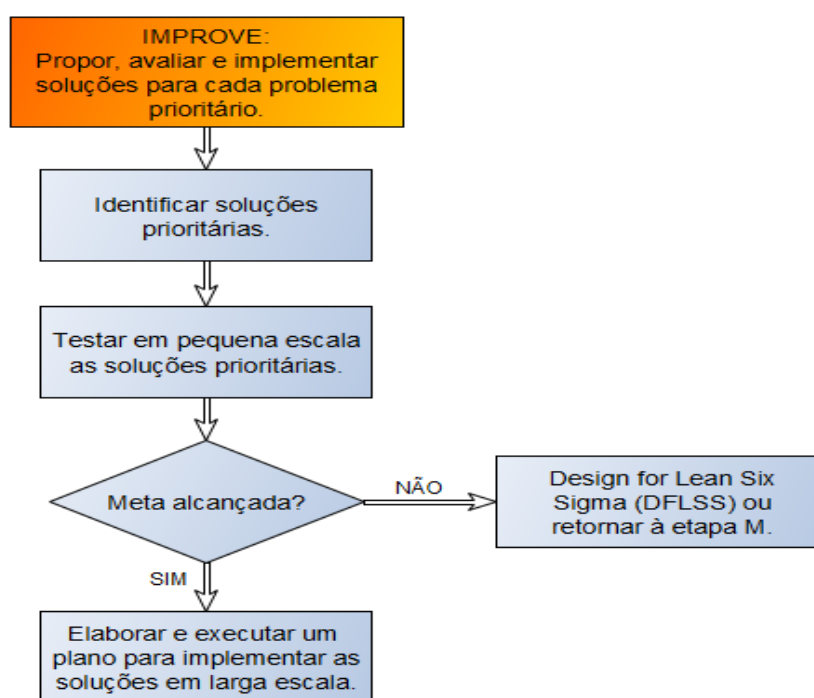 IMPROVE:
Propor, avaliar e implementar
soluções para cada problema
prioritário.
Identificar soluções
prioritárias.
Testar em pequena escala
as soluções prioritárias.
Meta alcançada?
NÃO
Design for Lean Six
Sigma (DFLSS) ou
retornar à etapa M.
SIM
Elaborar e executar um
plano para implementar as
soluções em larga escala.